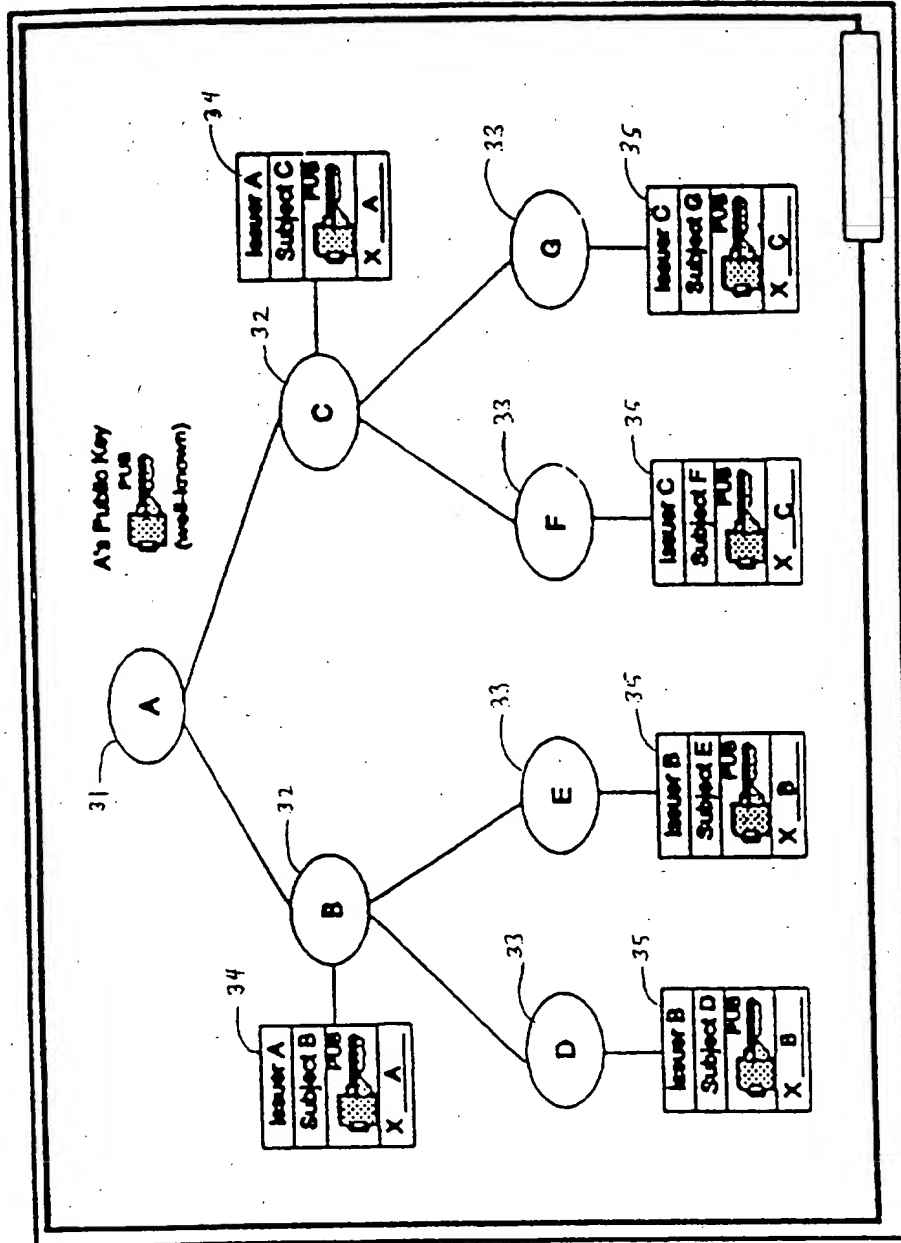 A's Public Key
PUB
(well-known)
31
A
34
Issuer A
Subject B
PUB
X A
32
B
32
C
34
Issuer A
Subject C
PUB
X A
33
D
33
E
33
F
33
G
35
Issuer B
Subject D
PUB
X B
35
Issuer B
Subject E
PUB
X B
35
Issuer C
Subject F
PUB
X C
35
Issuer C
Subject G
PUB
X C